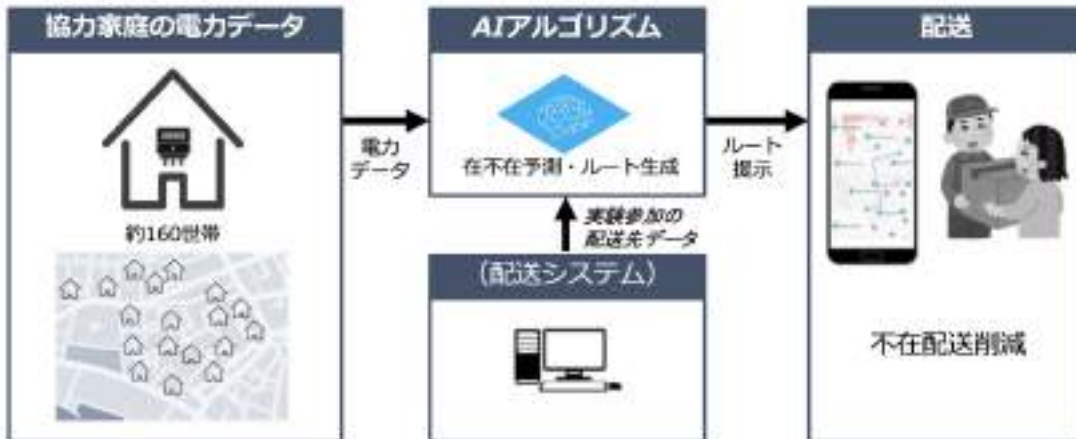 協力家庭の電力データ
約160世帯
電力
データ
AIアルゴリズム
在不在予測・ルート生成
実験参加の
配送先データ
(配送システム)
ルート
提示
配送
不在配送削減